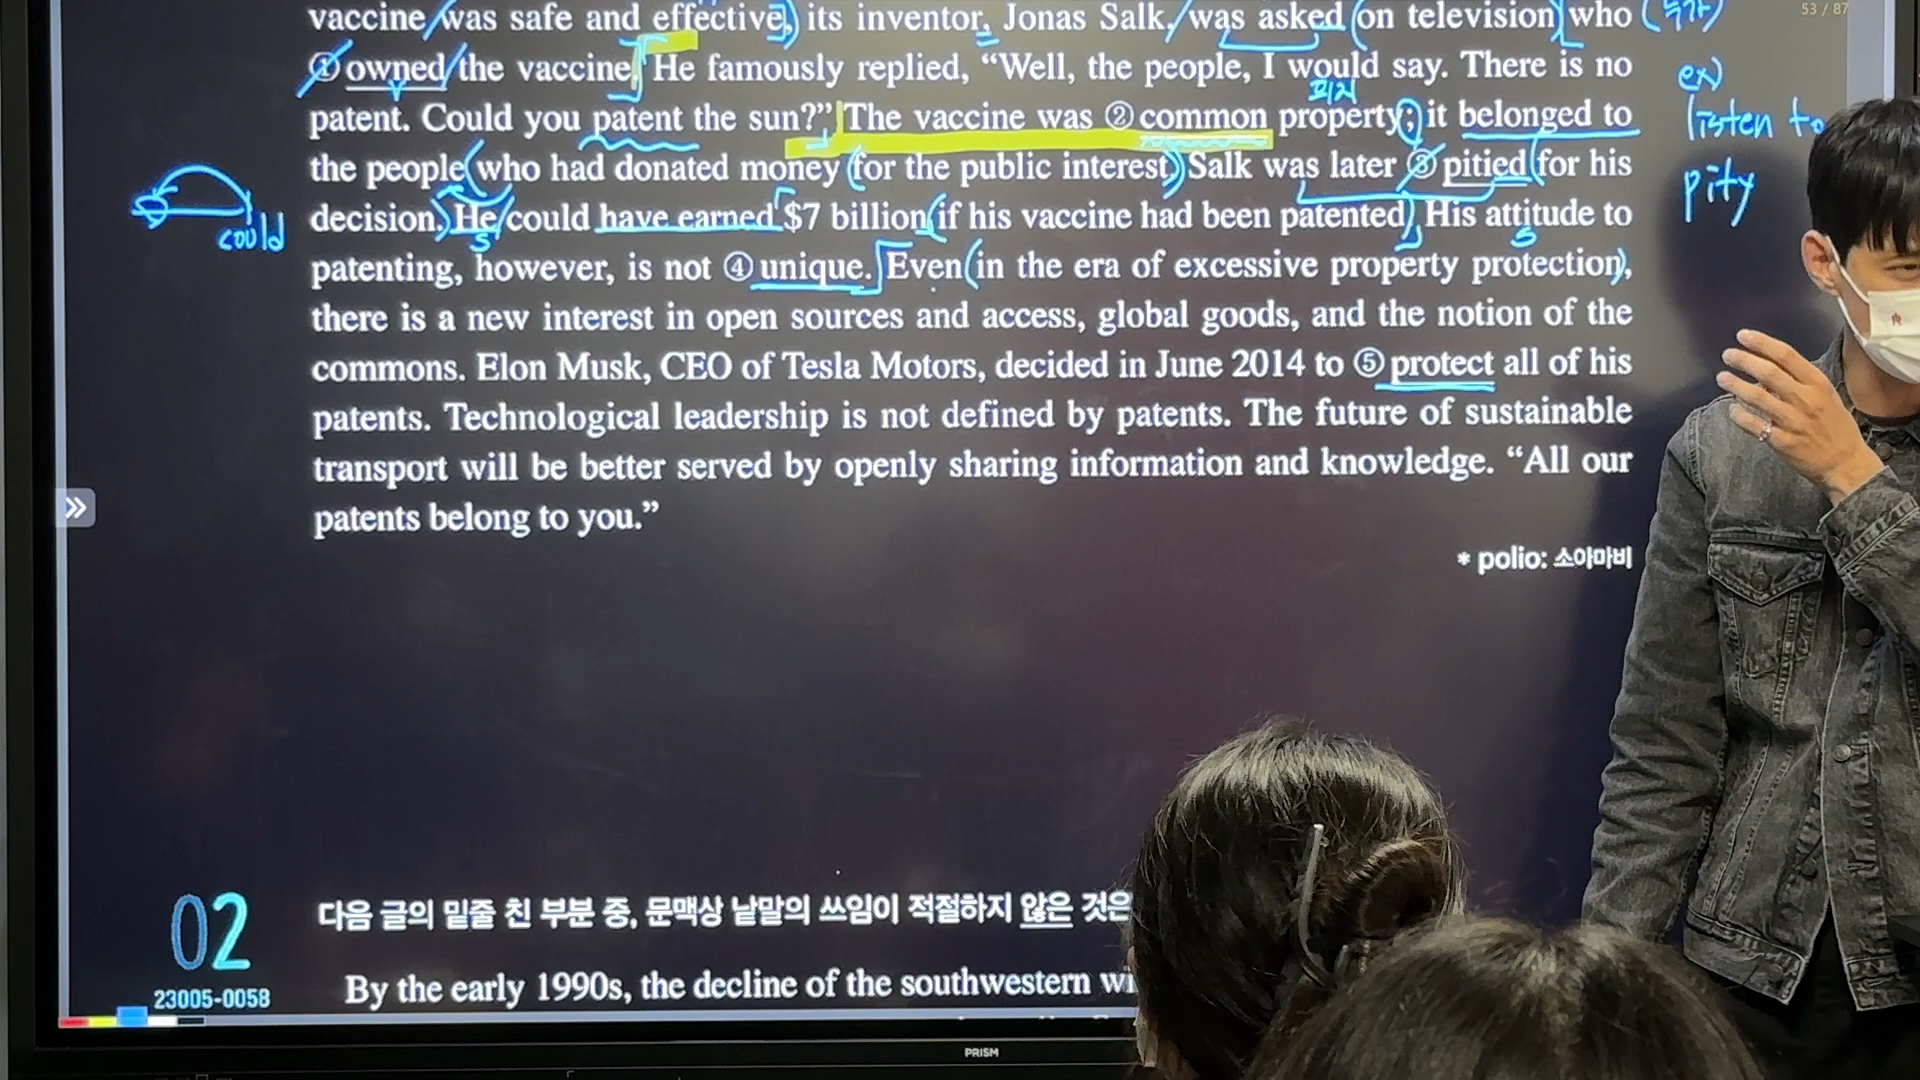 53 / 87
vaccine was safe and effective, its inventor, Jonas Salk, was asked on television who
① owned the vaccine. He famously replied, “Well, the people, I would say. There is no
patent. Could you patent the sun?” The vaccine was ② common property; it belonged to
the people who had donated money for the public interest. Salk was later ③ pitied for his
decision. He could have earned $7 billion if his vaccine had been patented. His attitude to
patenting, however, is not ④ unique. Even in the era of excessive property protection,
there is a new interest in open sources and access, global goods, and the notion of the
commons. Elon Musk, CEO of Tesla Motors, decided in June 2014 to ⑤ protect all of his
patents. Technological leadership is not defined by patents. The future of sustainable
transport will be better served by openly sharing information and knowledge. “All our
patents belong to you.”
* polio: 소아마비
ex)
listen to
pity
could
S
S
V
02
23005-0058
다음 글의 밑줄 친 부분 중, 문맥상 낱말의 쓰임이 적절하지 않은 것은
By the early 1990s, the decline of the southwestern wi
PRISM